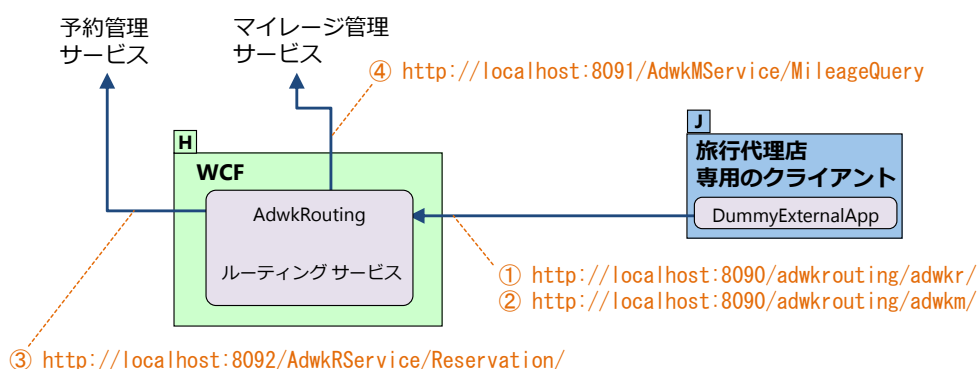 予約管理
サービス
マイレージ管理
サービス
④ http://localhost:8091/AdwkMService/MileageQuery
H
WCF
AdwkRouting
ルーティング サービス
J
旅行代理店
専用のクライアント
DummyExternalApp
① http://localhost:8090/adwkrouting/adwkr/
② http://localhost:8090/adwkrouting/adwkm/
③ http://localhost:8092/AdwkRService/Reservation/